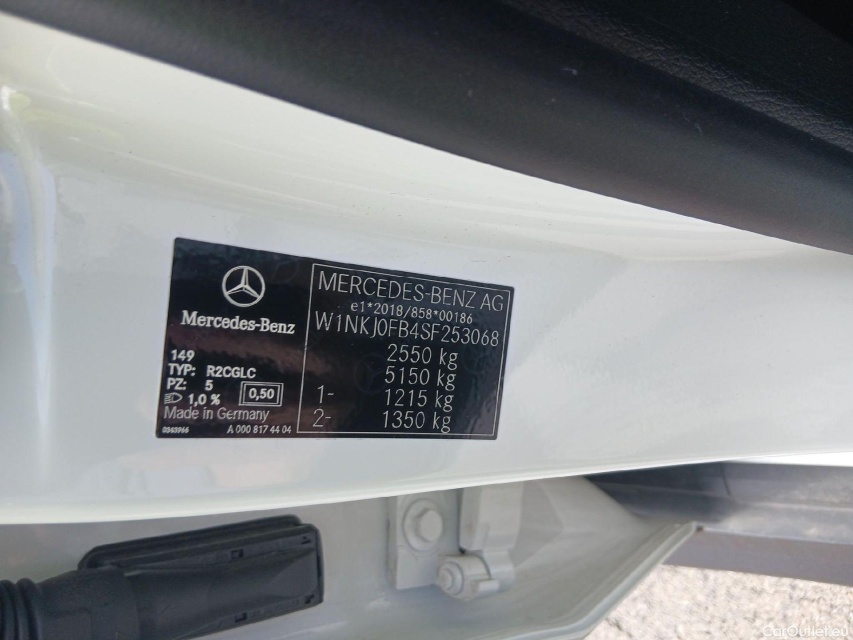 Mercedes-Benz
149
TYP: R2CGLC
PZ: 5
1,0 % 0,50
Made in Germany
0063966 A 000 817 44 04
MERCEDES-BENZ AG
e1*2018/858*00186
W1NKJ0FB4SF253068
2550 kg
5150 kg
1- 1215 kg
2- 1350 kg
CarOutlet.eu